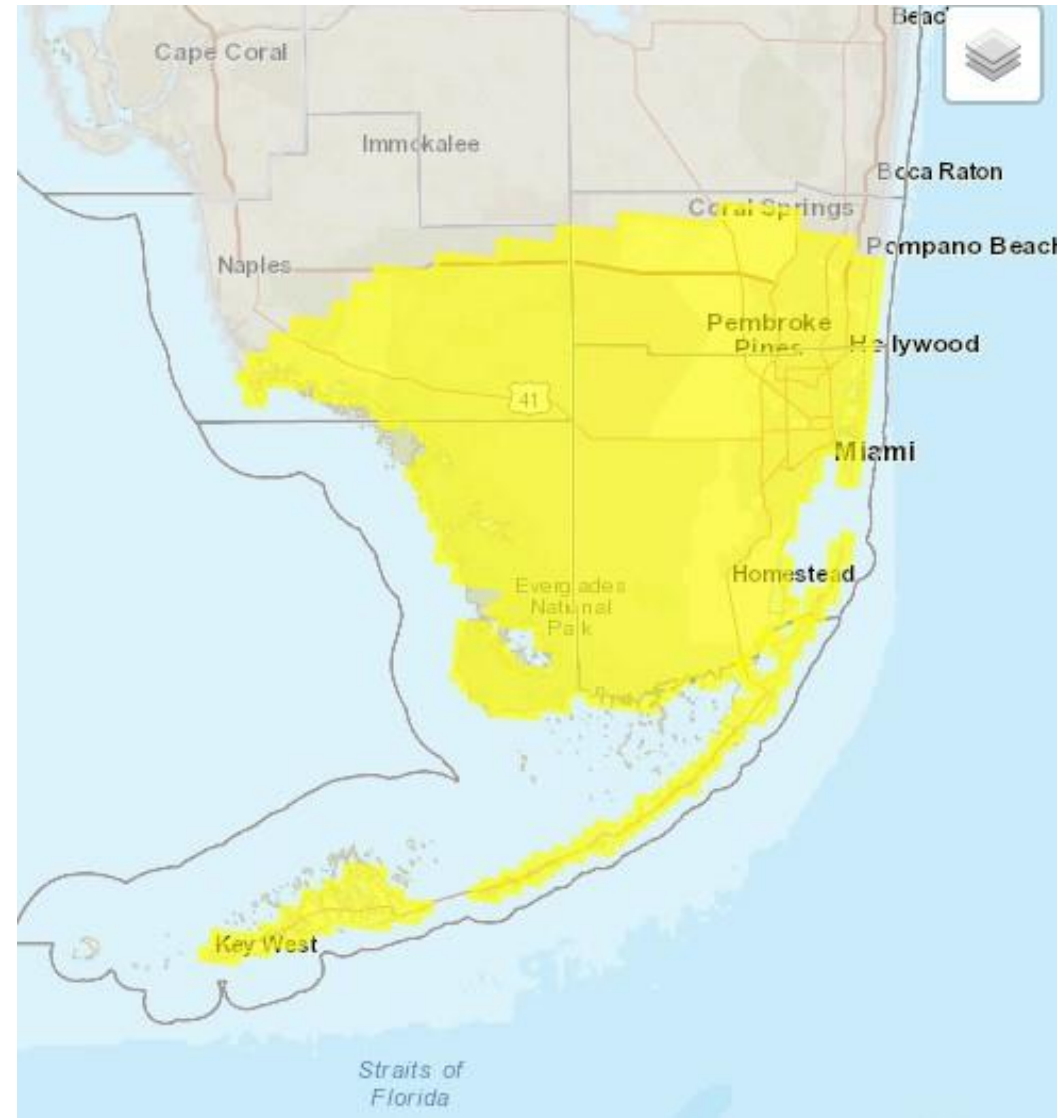 Beac
Cape Coral
Immokalee
Boca Raton
Coral Springs
Pompano Beach
Naples
Pembroke
Pines
Hollywood
41
Miami
Homestead
Everglades
National
Park
Key West
Straits of
Florida